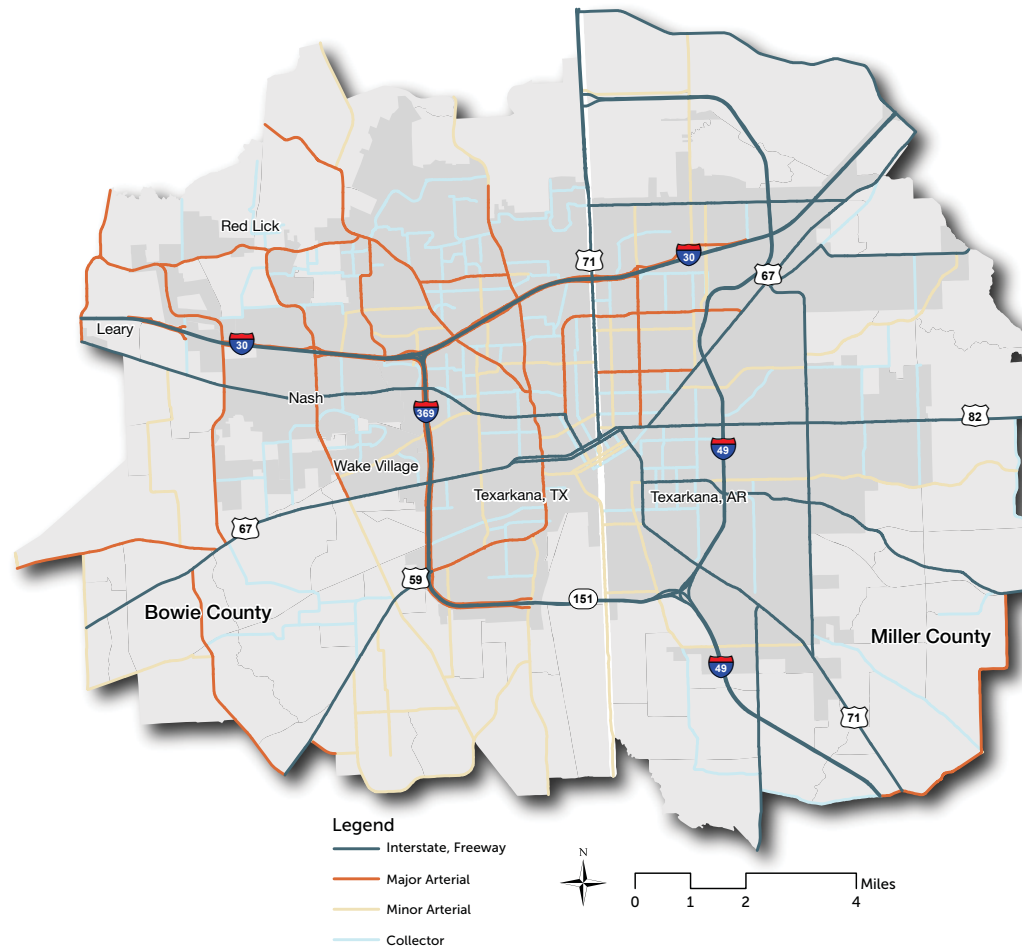 Red Lick
71
30
67
Leary
30
Nash
369
82
Wake Village
49
Texarkana, TX
Texarkana, AR
67
59
151
Bowie County
Miller County
49
71
Legend
Interstate, Freeway
Major Arterial
Minor Arterial
Collector
N
Miles
0 1 2 4